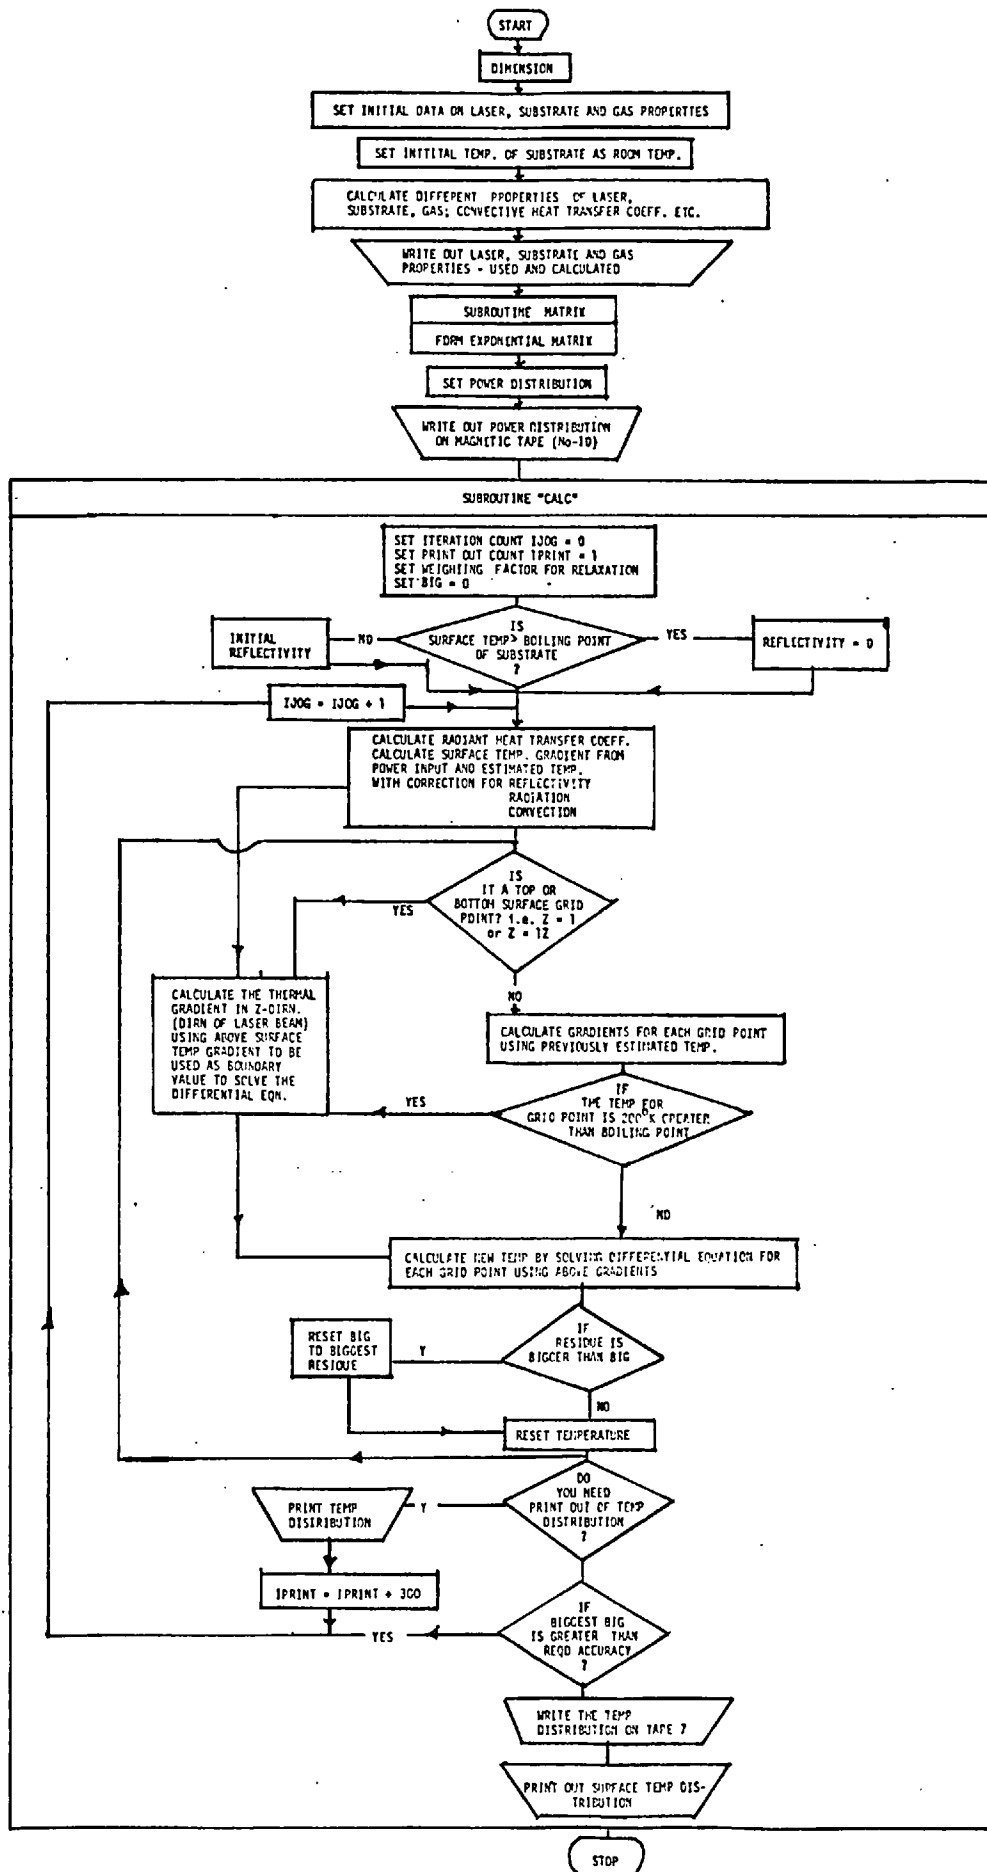 START
DIMENSION
SET INITIAL DATA ON LASER, SUBSTRATE AND GAS PROPERTIES
SET INTITAL TEMP. OF SUBSTRATE AS ROOM TEMP.
CALCULATE DIFFERENT PROPERTIES OF LASER,
SUBSTRATE, GAS; CONVECTIVE HEAT TRANSFER COEFF. ETC.
WRITE OUT LASER, SUBSTRATE AND GAS
PROPERTIES - USED AND CALCULATED
SUBROUTINE MATRIX
FORM EXPONENTIAL MATRIX
SET POWER DISTRIBUTION
WRITE OUT POWER DISTRIBUTION
ON MAGNETIC TAPE (No-10)
SUBROUTINE "CALC"
SET ITERATION COUNT IJOG = 0
SET PRINT OUT COUNT IPRINT = 1
SET WEIGHING FACTOR FOR RELAXATION
SET BIG = 0
IS
SURFACE TEMP> BOILING POINT
OF SUBSTRATE
?
NO
YES
INITIAL
REFLECTIVITY
REFLECTIVITY = 0
IJOG = IJOG + 1
CALCULATE RADIANT HEAT TRANSFER COEFF.
CALCULATE SURFACE TEMP. GRADIENT FROM
POWER INPUT AND ESTIMATED TEMP.
WITH CORRECTION FOR REFLECTIVITY
RADIATION
CONVECTION
IS
IT A TOP OR
BOTTOM SURFACE GRID
POINT? i.e. Z = 1
or Z = 12
YES
NO
CALCULATE THE THERMAL
GRADIENT IN Z-DIRN.
(DIRN OF LASER BEAM)
USING ABOVE SURFACE
TEMP GRADIENT TO BE
USED AS BOUNDARY
VALUE TO SOLVE THE
DIFFERENTIAL EQN.
CALCULATE GRADIENTS FOR EACH GRID POINT
USING PREVIOUSLY ESTIMATED TEMP.
IF
THE TEMP FOR
GRID POINT IS 200°K GREATER
THAN BOILING POINT
YES
NO
CALCULATE NEW TEMP BY SOLVING DIFFERENTIAL EQUATION FOR
EACH GRID POINT USING ABOVE GRADIENTS
IF
RESIDUE IS
BIGGER THAN BIG
Y
NO
RESET BIG
TO BIGGEST
RESIDUE
RESET TEMPERATURE
DO
YOU NEED
PRINT OUT OF TEMP
DISTRIBUTION
?
Y
PRINT TEMP
DISTRIBUTION
IPRINT = IPRINT + 300
IF
BIGGEST BIG
IS GREATER THAN
REQD ACCURACY
?
YES
WRITE THE TEMP
DISTRIBUTION ON TAPE 7
PRINT OUT SURFACE TEMP DIS-
TRIBUTION
STOP